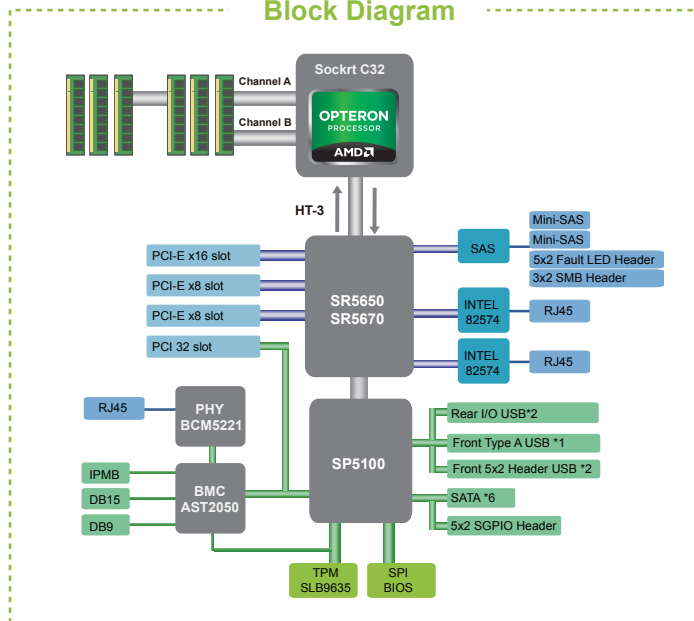 Block Diagram
Sockrt C32
Channel A
Channel B
OPTERON
PROCESSOR
AMD
HT-3
PCI-E x16 slot
PCI-E x8 slot
PCI-E x8 slot
PCI 32 slot
SR5650
SR5670
SAS
Mini-SAS
Mini-SAS
5x2 Fault LED Header
3x2 SMB Header
INTEL
82574
RJ45
INTEL
82574
RJ45
RJ45
PHY
BCM5221
IPMB
DB15
DB9
BMC
AST2050
SP5100
Rear I/O USB*2
Front Type A USB *1
Front 5x2 Header USB *2
SATA *6
5x2 SGPIO Header
TPM
SLB9635
SPI
BIOS